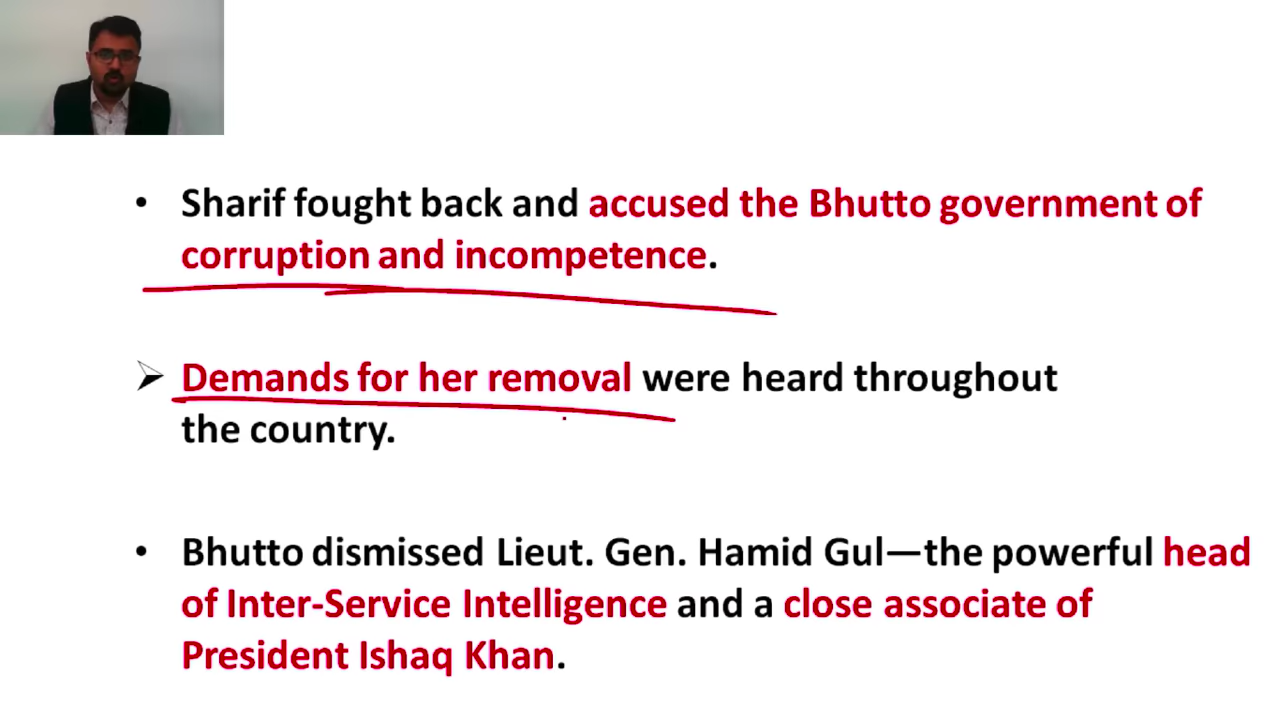 • Sharif fought back and accused the Bhutto government of
corruption and incompetence.
➢ Demands for her removal were heard throughout
the country.
• Bhutto dismissed Lieut. Gen. Hamid Gul—the powerful head
of Inter-Service Intelligence and a close associate of
President Ishaq Khan.